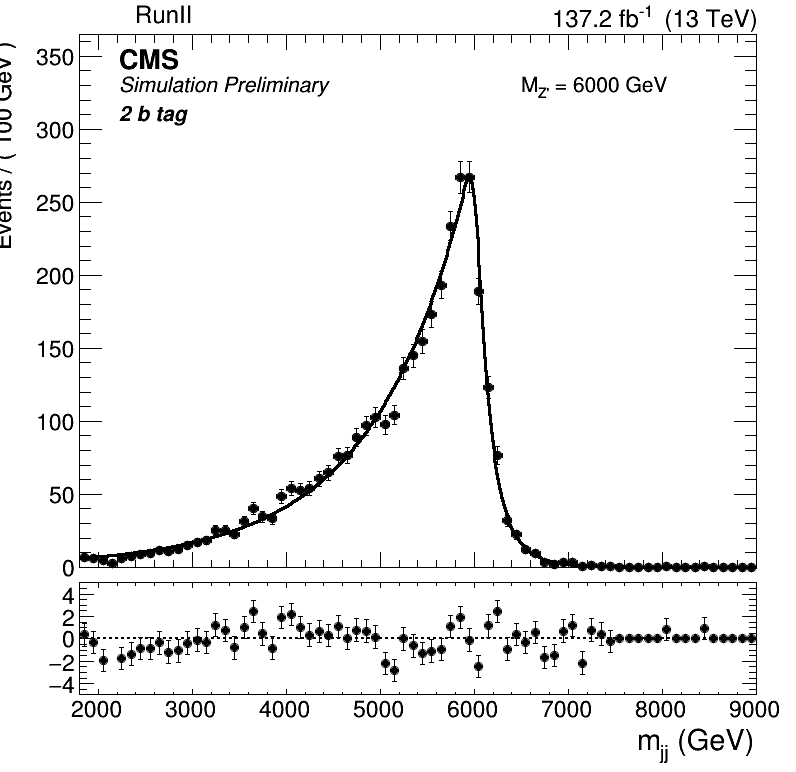 RunII 137.2 fb⁻¹ (13 TeV)
CMS
Simulation Preliminary
2 b tag
M_Z' = 6000 GeV
Events / ( 100 GeV )
350
300
250
200
150
100
50
0
4
2
0
−2
−4
2000 3000 4000 5000 6000 7000 8000 9000
m_jj (GeV)